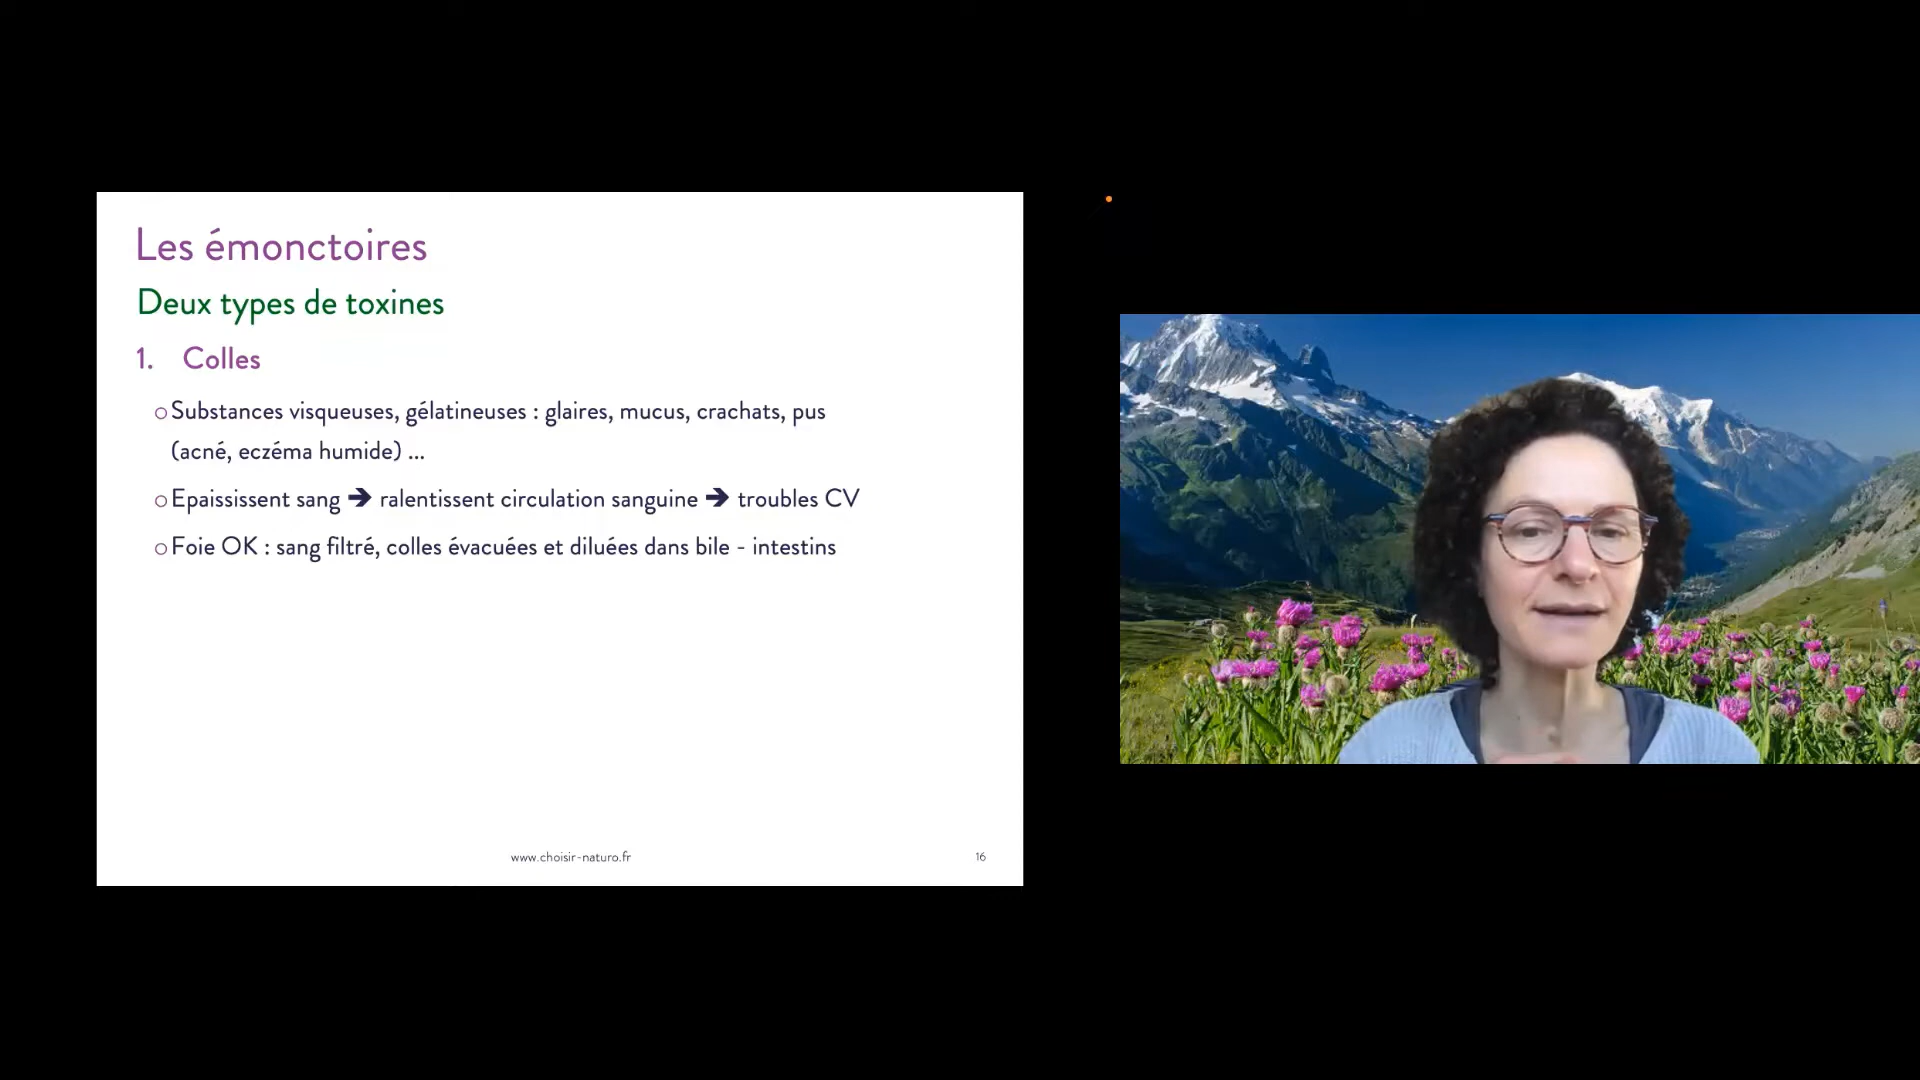 Les émonctoires
Deux types de toxines
1. Colles
○Substances visqueuses, gélatineuses : glaires, mucus, crachats, pus
(acné, eczéma humide) ...
○Epaississent sang ➔ ralentissent circulation sanguine ➔ troubles CV
○Foie OK : sang filtré, colles évacuées et diluées dans bile - intestins
www.choisir-naturo.fr
16